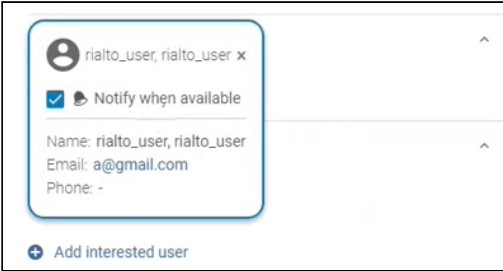 rialto_user, rialto_user x
Notify when available
Name: rialto_user, rialto_user
Email: a@gmail.com
Phone: -
Add interested user